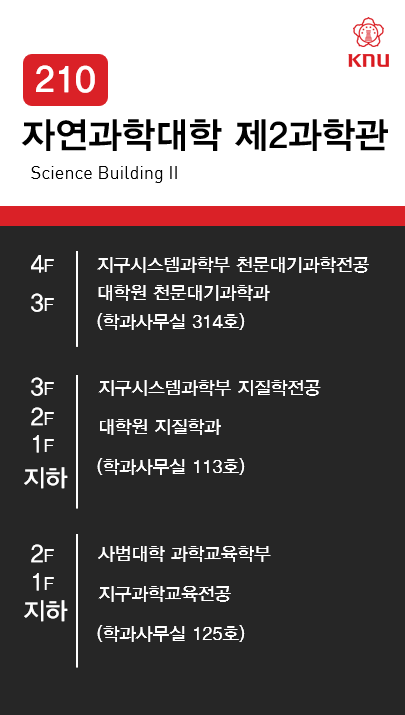 KNU
210
자연과학대학 제2과학관
Science Building II
4F
3F
지구시스템과학부 천문대기과학전공
대학원 천문대기과학과
(학과사무실 314호)
3F
2F
1F
지하
지구시스템과학부 지질학전공
대학원 지질학과
(학과사무실 113호)
2F
1F
지하
사범대학 과학교육학부
지구과학교육전공
(학과사무실 125호)